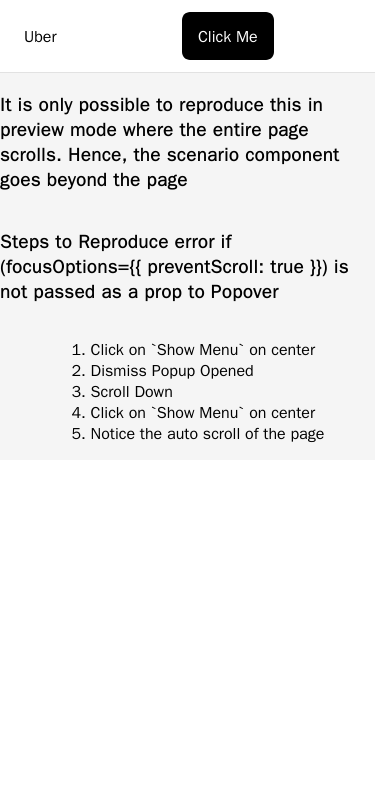 Uber
Click Me
It is only possible to reproduce this in
preview mode where the entire page
scrolls. Hence, the scenario component
goes beyond the page
Steps to Reproduce error if
(focusOptions={{ preventScroll: true }}) is
not passed as a prop to Popover
1. Click on `Show Menu` on center
2. Dismiss Popup Opened
3. Scroll Down
4. Click on `Show Menu` on center
5. Notice the auto scroll of the page